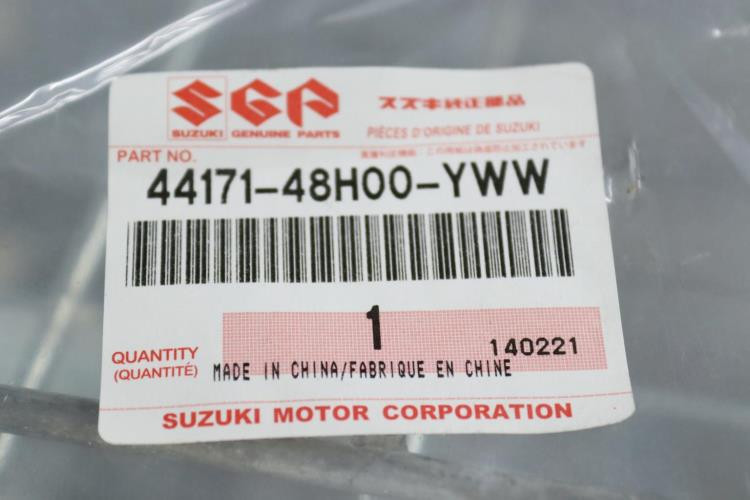 SGP
スズキ純正部品
SUZUKI GENUINE PARTS
PIÈCES D'ORIGINE DE SUZUKI
PART NO.
44171-48H00-YWW
1
140221
QUANTITY
(QUANTITÉ)
MADE IN CHINA/FABRIQUE EN CHINE
SUZUKI MOTOR CORPORATION